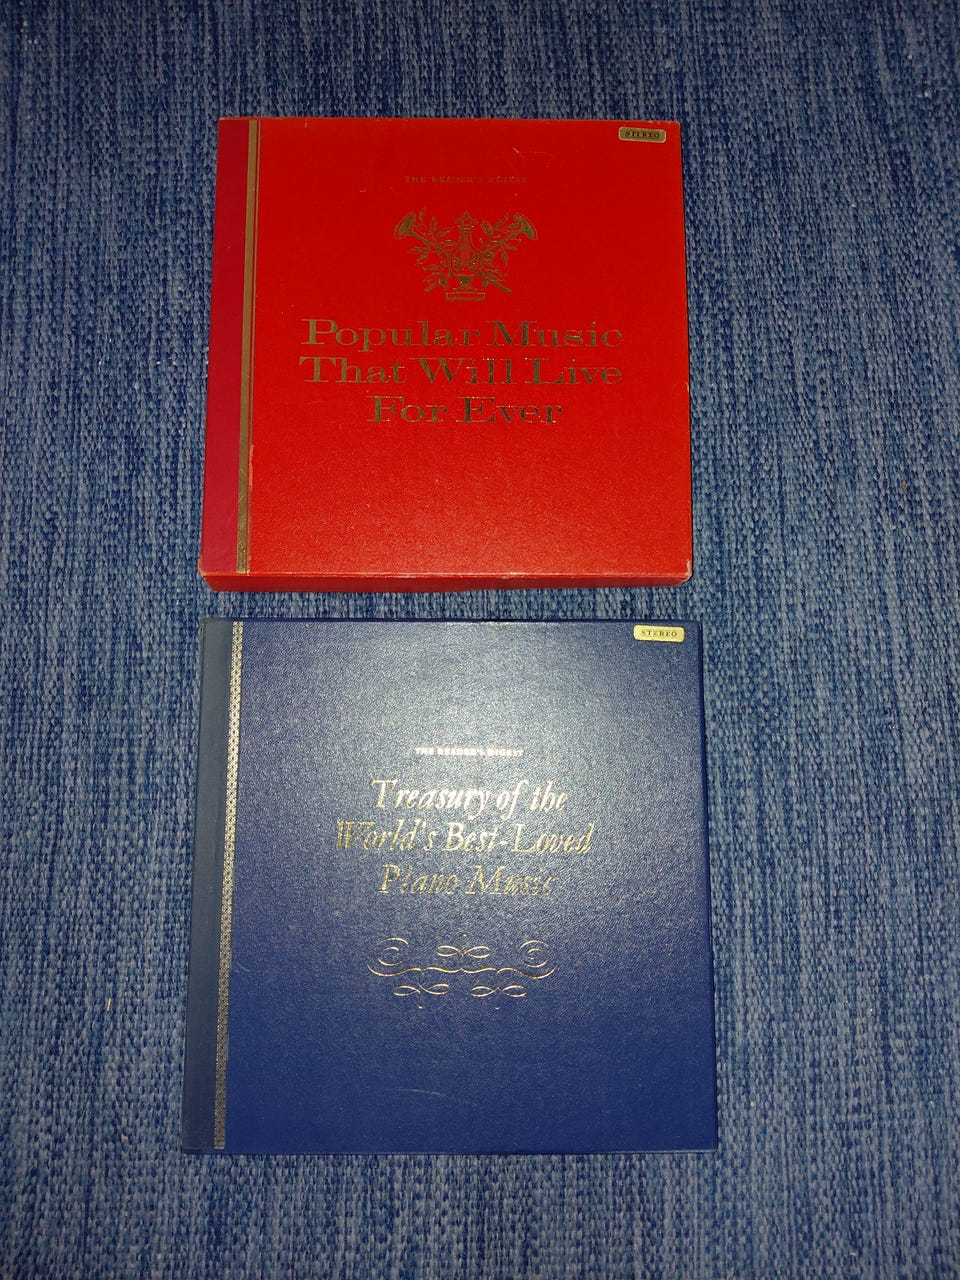 STEREO
THE READER'S DIGEST
Popular Music
That Will Live
For Ever
STEREO
THE READER'S DIGEST
Treasury of the
World's Best-Loved
Piano Music